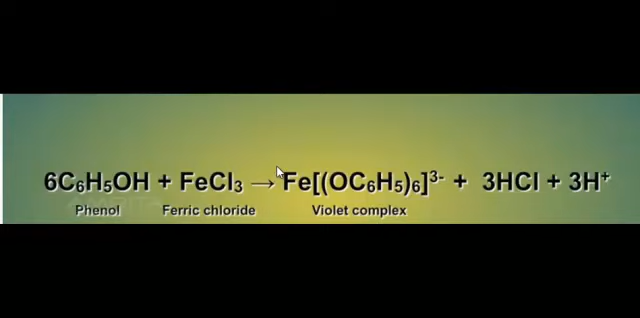 6C₆H₅OH + FeCl₃ → Fe[(OC₆H₅)₆]³⁻ + 3HCl + 3H⁺
Phenol Ferric chloride Violet complex